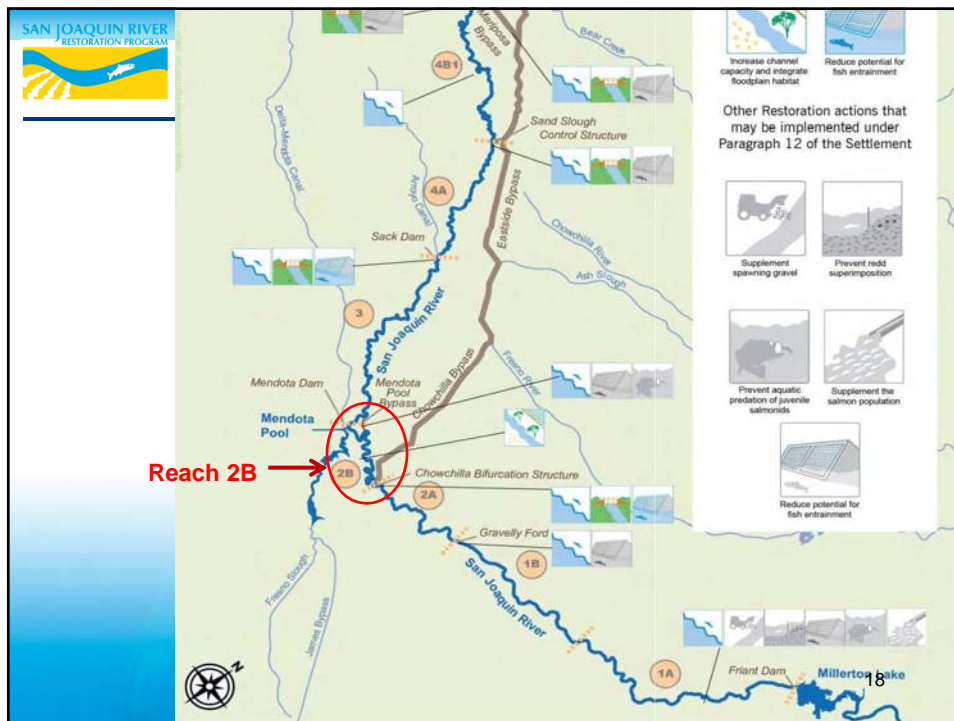 SAN JOAQUIN RIVER
RESTORATION PROGRAM
Mariposa
Bypass
Bear Creek
4B1
Increase channel
capacity and integrate
floodplain habitat
Reduce potential for
fish entrainment
Other Restoration actions that
may be implemented under
Paragraph 12 of the Settlement
Delta-Mendota Canal
Sand Slough
Control Structure
Arroyo Canal
4A
Eastside Bypass
Chowchilla River
Sack Dam
Ash Slough
Supplement
spawning gravel
Prevent redd
superimposition
3
San Joaquin River
Fresno River
Chowchilla Bypass
Mendota Dam
Mendota
Pool
Bypass
Mendota
Pool
Prevent aquatic
predation of juvenile
salmonids
Supplement the
salmon population
Reach 2B
2B
Chowchilla Bifurcation Structure
2A
Reduce potential for
fish entrainment
Gravelly Ford
1B
San Joaquin River
Fresno Slough
James Bypass
N
1A
Friant Dam
Millerton Lake
18